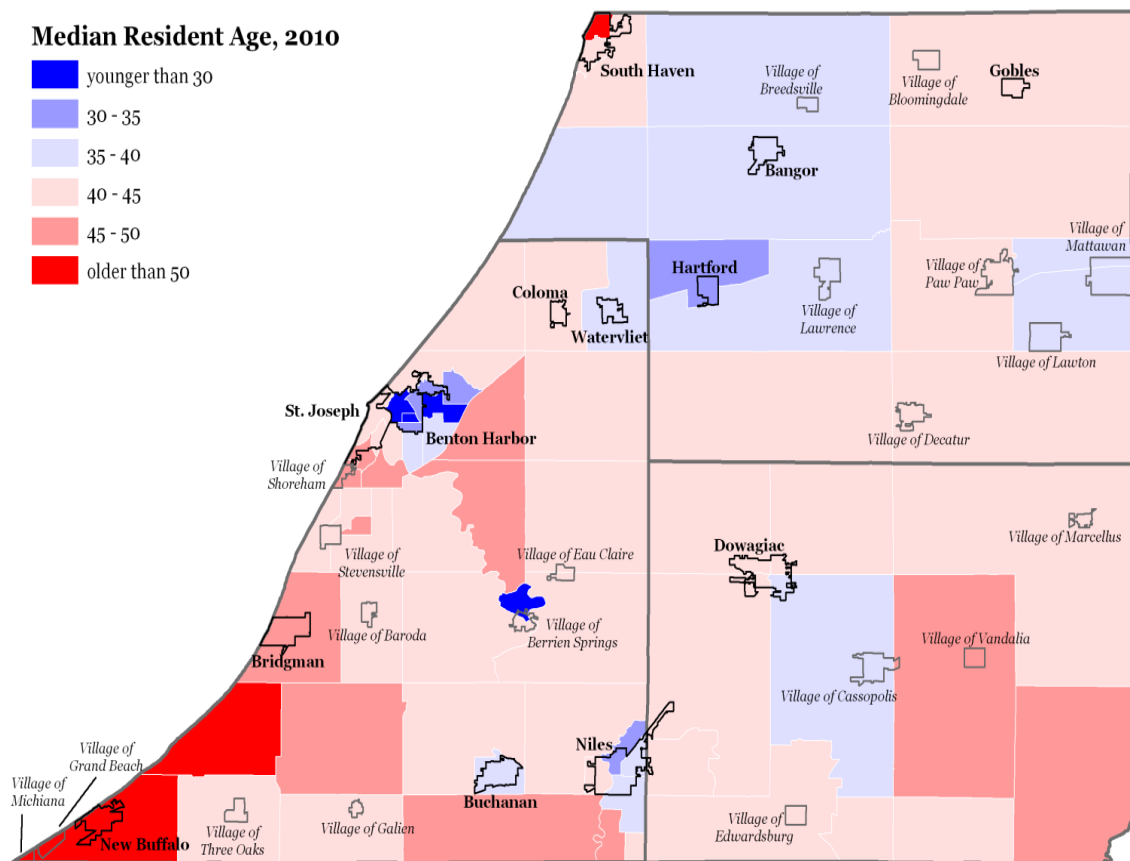 Median Resident Age, 2010
younger than 30
30 - 35
35 - 40
40 - 45
45 - 50
older than 50
South Haven
Village of
Breedsville
Village of
Bloomingdale
Gobles
Bangor
Village of
Mattawan
Hartford
Village of
Paw Paw
Coloma
Watervliet
Village of
Lawrence
Village of Lawton
St. Joseph
Benton Harbor
Village of Decatur
Village of
Shoreham
Village of Marcellus
Village of
Stevensville
Village of Eau Claire
Dowagiac
Village of Baroda
Village of
Berrien Springs
Village of Vandalia
Bridgman
Village of Cassopolis
Village of
Grand Beach
Village of
Michiana
Niles
Buchanan
New Buffalo
Village of
Three Oaks
Village of Galien
Village of
Edwardsburg